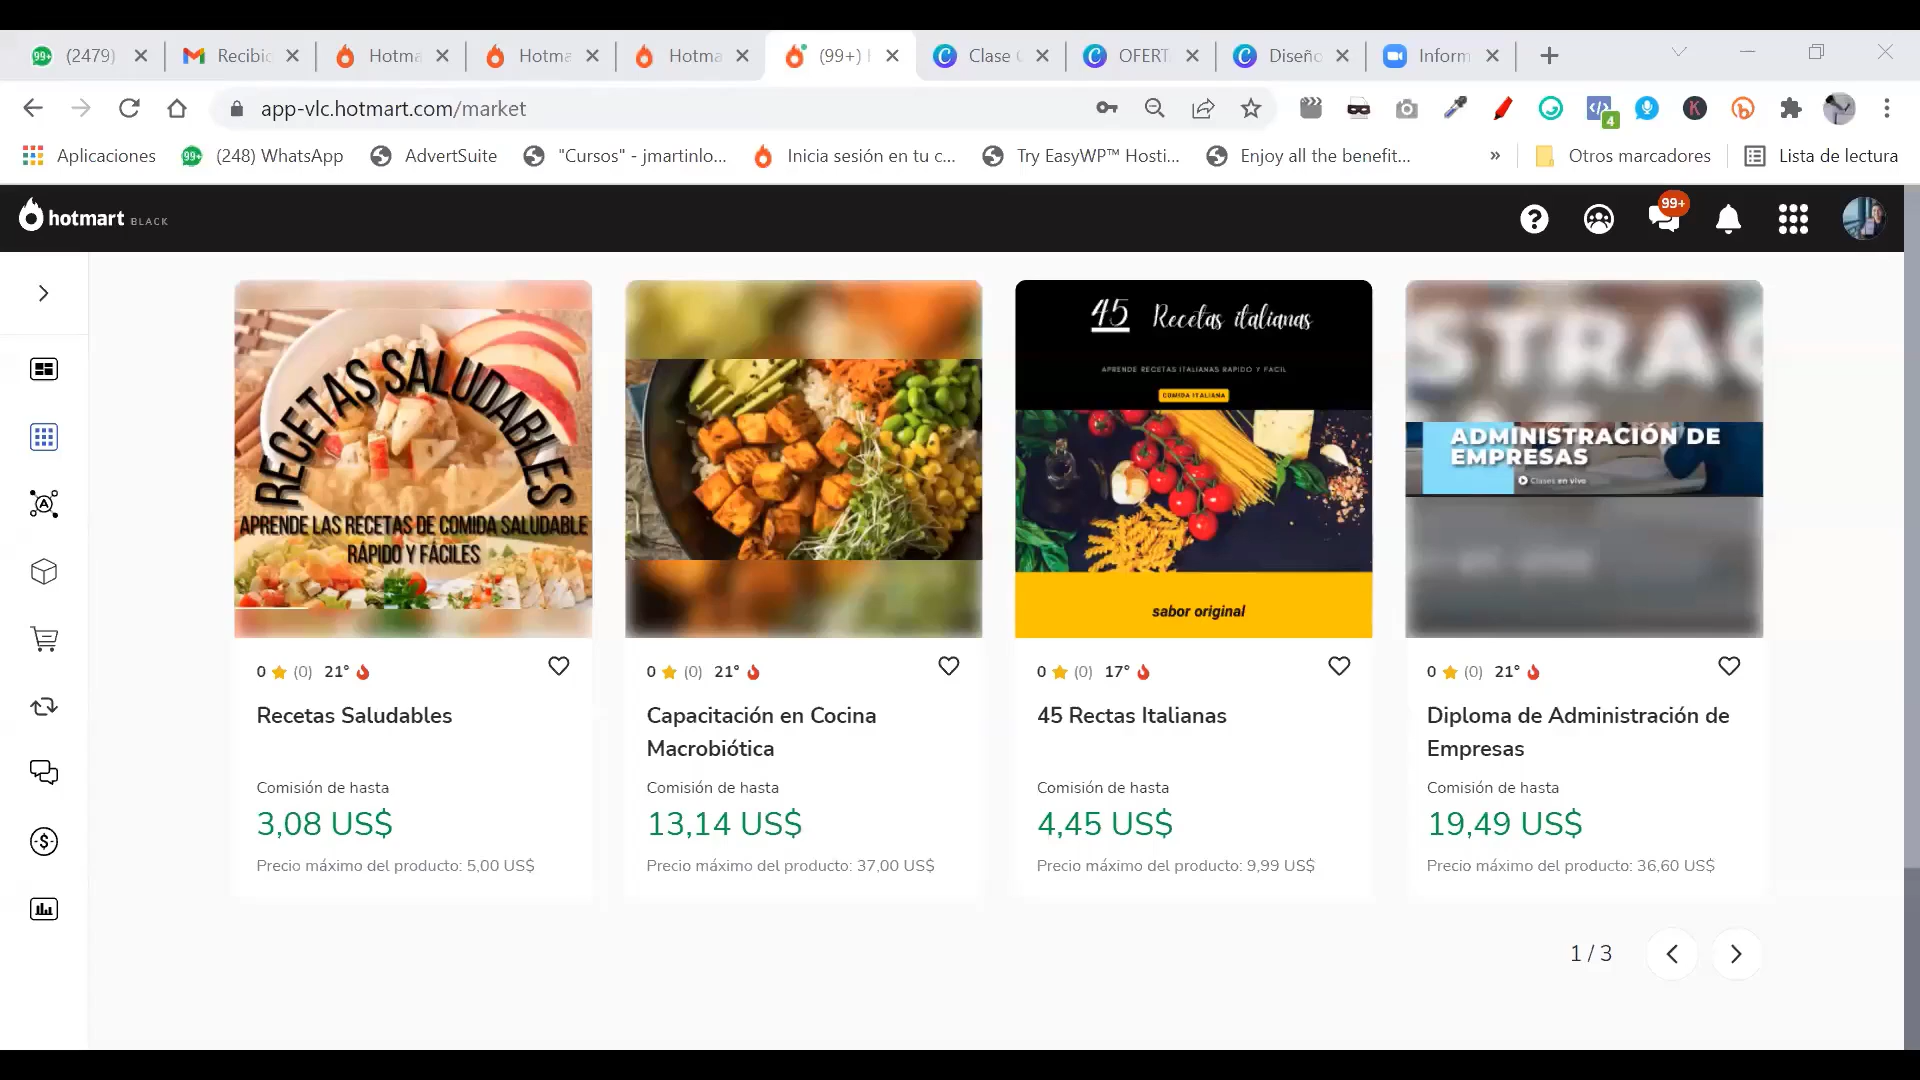 (2479)
Recibi
Hotma
Hotma
Hotma
(99+)
Clase
OFERT
Diseño
Inform
app-vlc.hotmart.com/market
4
Aplicaciones
99+
(248) WhatsApp
AdvertSuite
"Cursos" - jmartinlo...
Inicia sesión en tu c...
Try EasyWP™ Hosti...
Enjoy all the benefit...
»
Otros marcadores
Lista de lectura
hotmart BLACK
99+
RECETAS SALUDABLES
APRENDE LAS RECETAS DE COMIDA SALUDABLE
RÁPIDO Y FÁCILES
0 (0) 21°
Recetas Saludables
Comisión de hasta
3,08 US$
Precio máximo del producto: 5,00 US$
0 (0) 21°
Capacitación en Cocina
Macrobiótica
Comisión de hasta
13,14 US$
Precio máximo del producto: 37,00 US$
45 Recetas italianas
APRENDE RECETAS ITALIANAS RAPIDO Y FACIL
COMIDA ITALIANA
sabor original
0 (0) 17°
45 Rectas Italianas
Comisión de hasta
4,45 US$
Precio máximo del producto: 9,99 US$
STRAC
ADMINISTRACIÓN DE
EMPRESAS
Clases en vivo
0 (0) 21°
Diploma de Administración de
Empresas
Comisión de hasta
19,49 US$
Precio máximo del producto: 36,60 US$
1 / 3